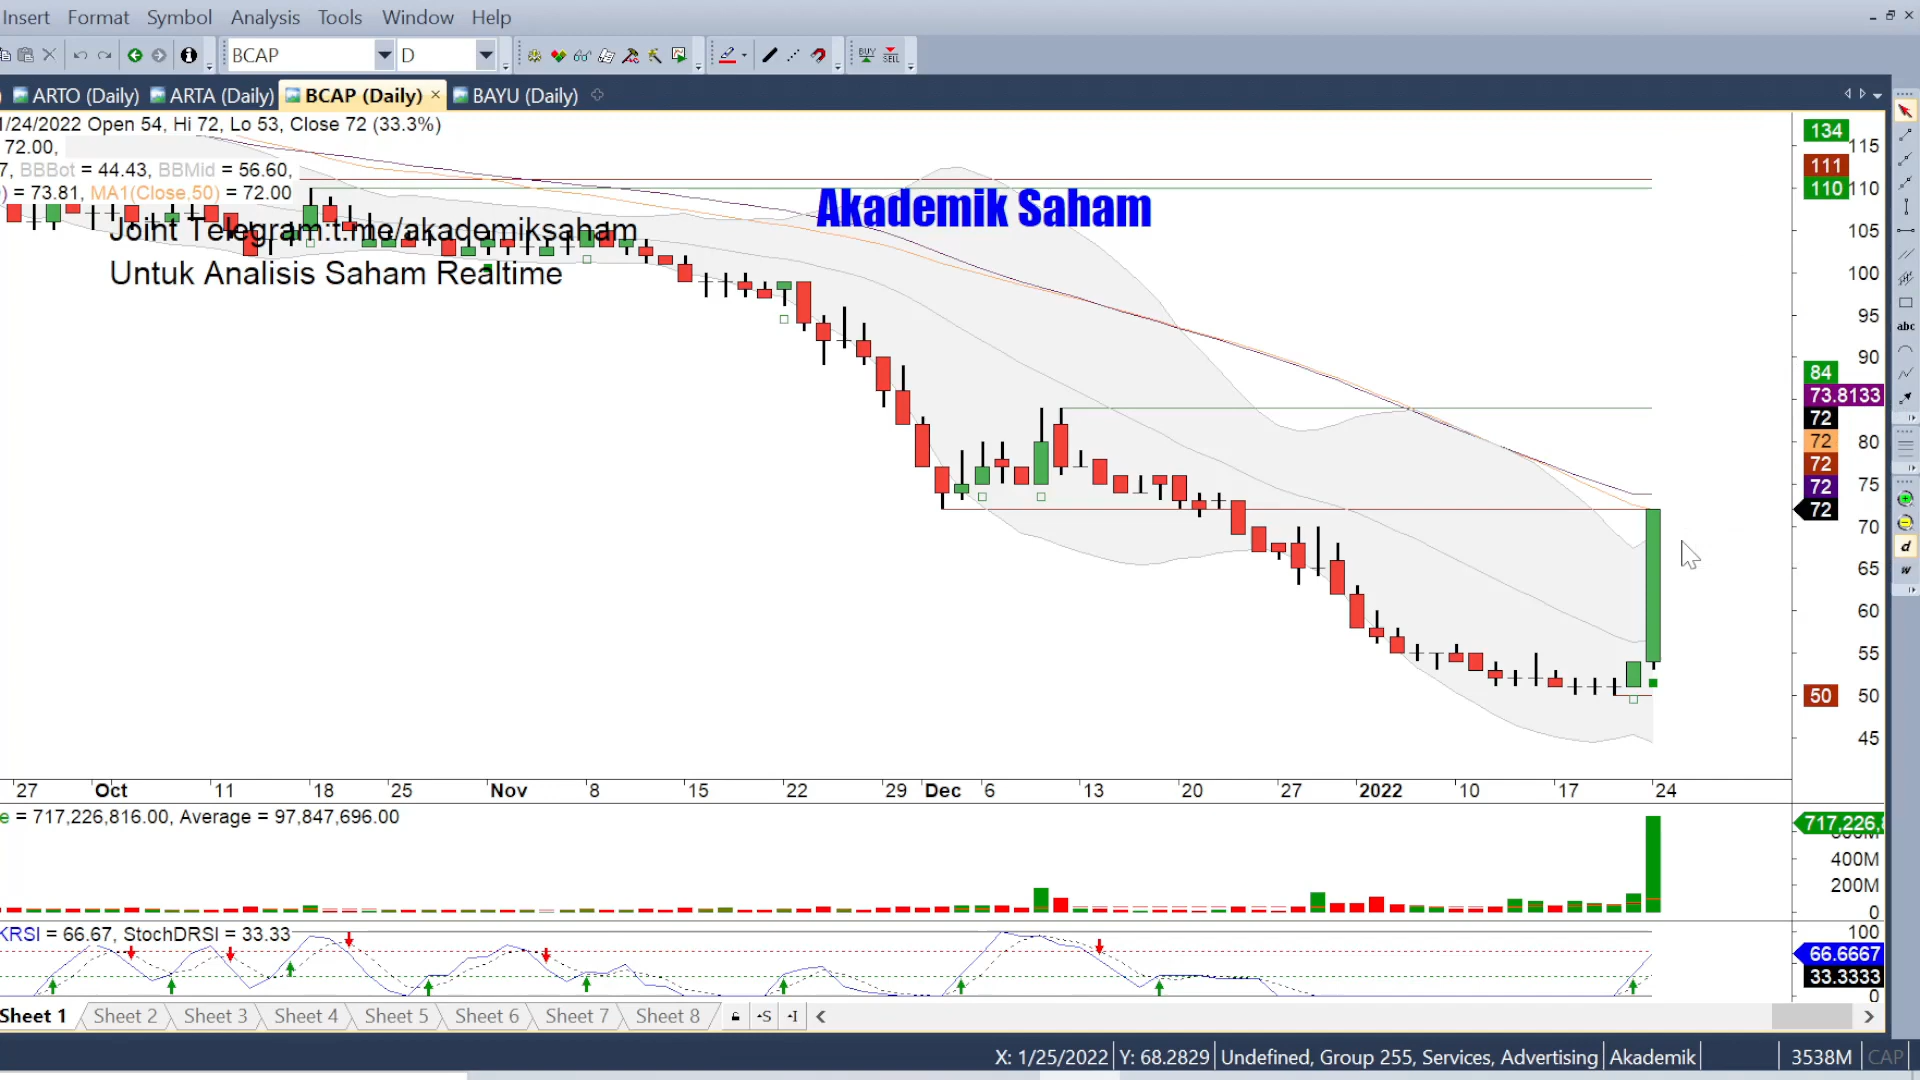 Insert Format Symbol Analysis Tools Window Help
BCAP D BUY SELL
ARTO (Daily) ARTA (Daily) BCAP (Daily) × BAYU (Daily)
1/24/2022 Open 54, Hi 72, Lo 53, Close 72 (33.3%)
72.00,
7, BBBot = 44.43, BBMid = 56.60,
) = 73.81, MA1(Close,50) = 72.00
Akademik Saham
Joint Telegram:t.me/akademiksaham
Untuk Analisis Saham Realtime
134
115
111
110 110
105
100
95
90
84
73.8133
72
72 80
72
72 75
72
70
65
60
55
50 50
45
27 Oct 11 18 25 Nov 8 15 22 29 Dec 6 13 20 27 2022 10 17 24
e = 717,226,816.00, Average = 97,847,696.00
717,226,8
400M
200M
0
KRSI = 66.67, StochDRSI = 33.33
100
66.6667
33.3333
0
abc
d
w
Sheet 1 Sheet 2 Sheet 3 Sheet 4 Sheet 5 Sheet 6 Sheet 7 Sheet 8 S I
X: 1/25/2022 Y: 68.2829 Undefined, Group 255, Services, Advertising Akademik 3538M CAP